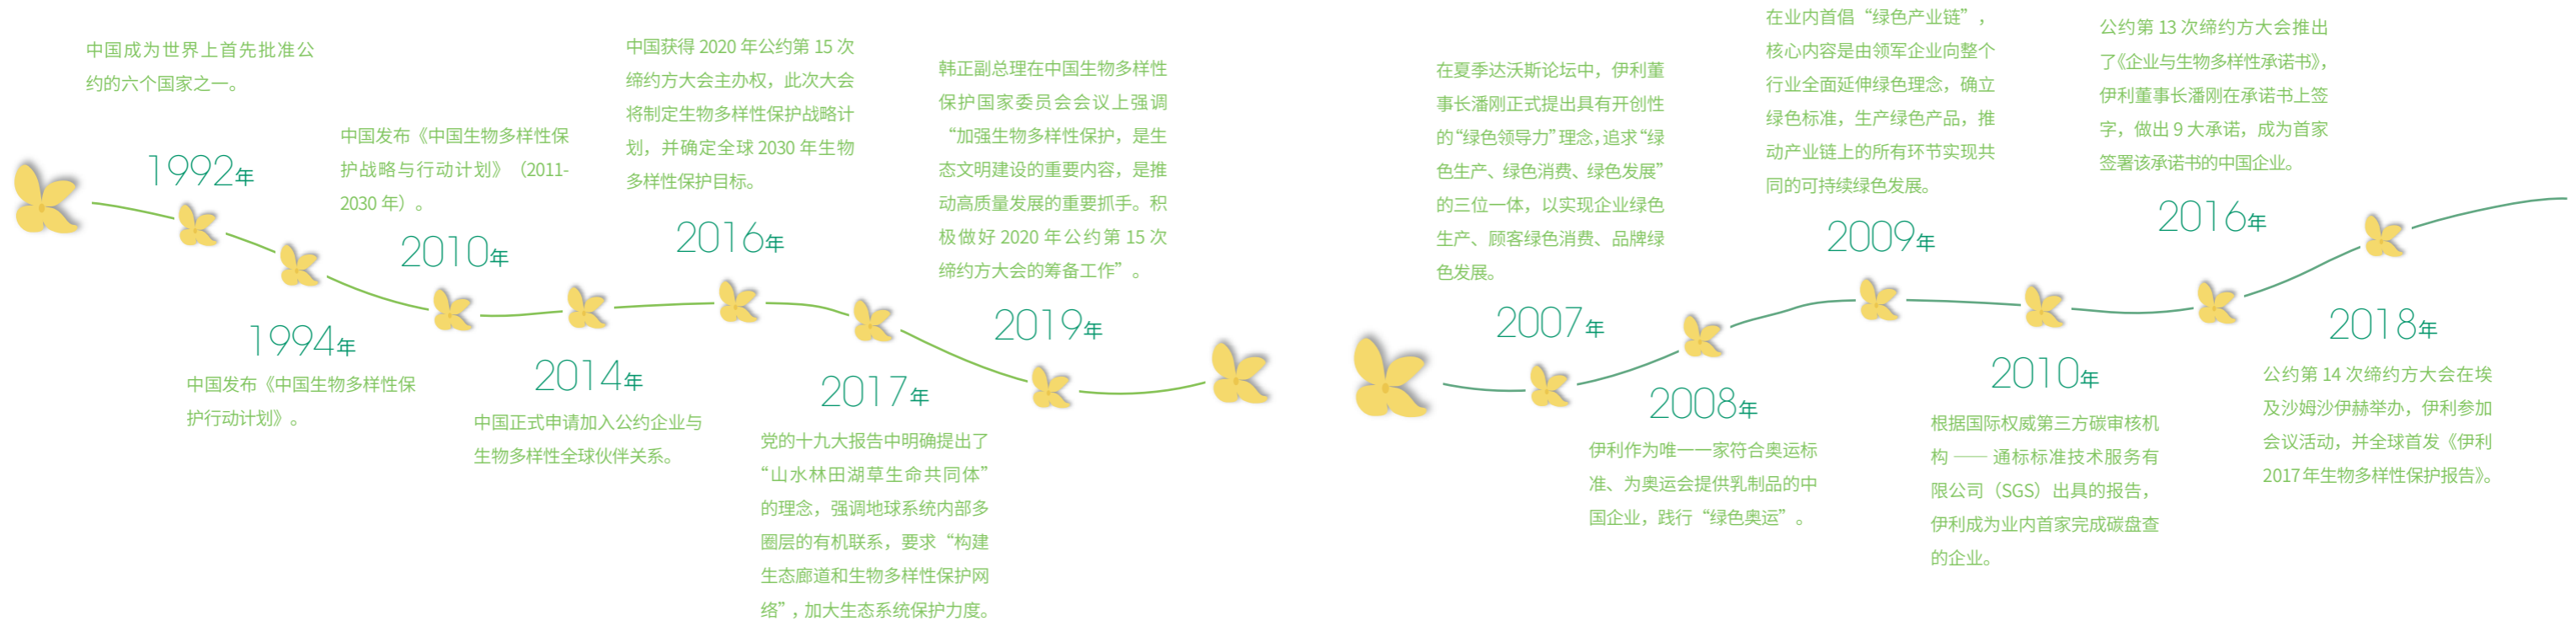 中国成为世界上首先批准公
约的六个国家之一。
1992年
1994年
中国发布《中国生物多样性保
护行动计划》。
中国发布《中国生物多样性保
护战略与行动计划》（2011-
2030 年）。
2010年
2014年
中国正式申请加入公约企业与
生物多样性全球伙伴关系。
中国获得 2020 年公约第 15 次
缔约方大会主办权，此次大会
将制定生物多样性保护战略计
划，并确定全球 2030 年生物
多样性保护目标。
2016年
2017年
党的十九大报告中明确提出了
“山水林田湖草生命共同体”
的理念，强调地球系统内部多
圈层的有机联系，要求“构建
生态廊道和生物多样性保护网
络”，加大生态系统保护力度。
韩正副总理在中国生物多样性
保护国家委员会会议上强调
“加强生物多样性保护，是生
态文明建设的重要内容，是推
动高质量发展的重要抓手。积
极做好 2020 年公约第 15 次
缔约方大会的筹备工作”。
2019年
在夏季达沃斯论坛中，伊利董
事长潘刚正式提出具有开创性
的“绿色领导力”理念，追求“绿
色生产、绿色消费、绿色发展”
的三位一体，以实现企业绿色
生产、顾客绿色消费、品牌绿
色发展。
2007年
2008年
伊利作为唯一一家符合奥运标
准、为奥运会提供乳制品的中
国企业，践行“绿色奥运”。
在业内首倡“绿色产业链”，
核心内容是由领军企业向整个
行业全面延伸绿色理念，确立
绿色标准，生产绿色产品，推
动产业链上的所有环节实现共
同的可持续绿色发展。
2009年
2010年
根据国际权威第三方碳审核机
构 —— 通标标准技术服务有
限公司（SGS）出具的报告，
伊利成为业内首家完成碳盘查
的企业。
公约第 13 次缔约方大会推出
了《企业与生物多样性承诺书》，
伊利董事长潘刚在承诺书上签
字，做出 9 大承诺，成为首家
签署该承诺书的中国企业。
2016年
2018年
公约第 14 次缔约方大会在埃
及沙姆沙伊赫举办，伊利参加
会议活动，并全球首发《伊利
2017 年生物多样性保护报告》。